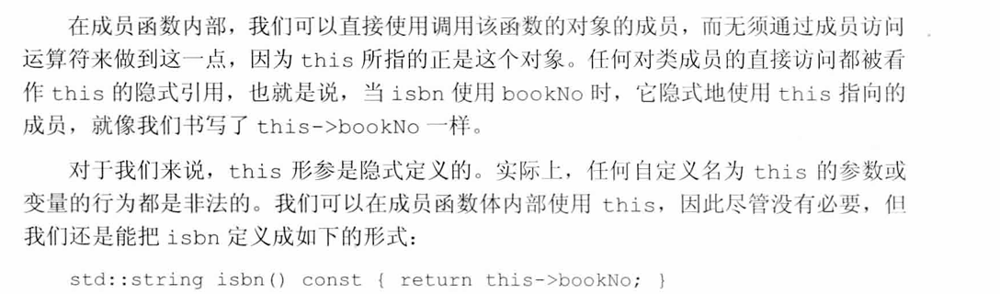 在成员函数内部，我们可以直接使用调用该函数的对象的成员，而无须通过成员访问
运算符来做到这一点，因为 this 所指的正是这个对象。任何对类成员的直接访问都被看
作 this 的隐式引用，也就是说，当 isbn 使用 bookNo 时，它隐式地使用 this 指向的
成员，就像我们书写了 this->bookNo 一样。
对于我们来说，this 形参是隐式定义的。实际上，任何自定义名为 this 的参数或
变量的行为都是非法的。我们可以在成员函数体内部使用 this，因此尽管没有必要，但
我们还是能把 isbn 定义成如下的形式：
std::string isbn() const { return this->bookNo; }